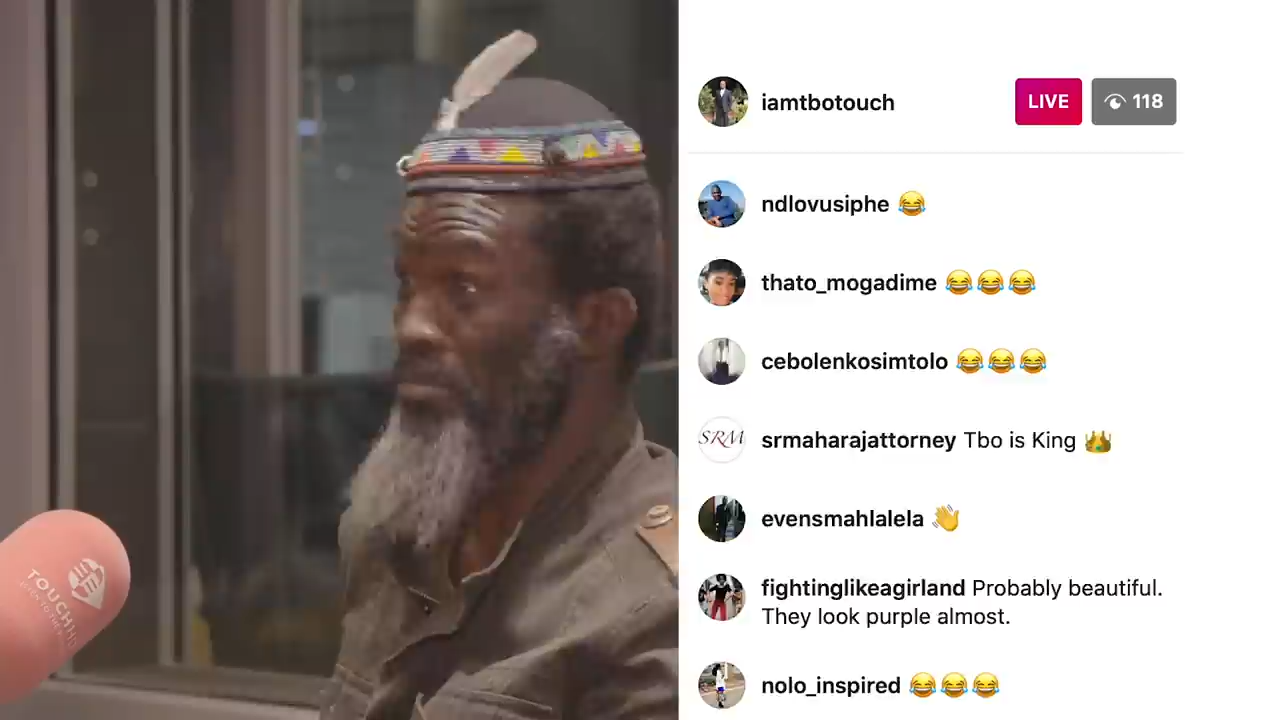 iamtbotouch
LIVE
118
ndlovusiphe 😂
thato_mogadime 😂😂😂
cebolenkosimtolo 😂😂😂
SRM
srmaharajattorney Tbo is King 👑
evensmahlalela 👋
fightinglikeagirland Probably beautiful.
They look purple almost.
nolo_inspired 😂😂😂